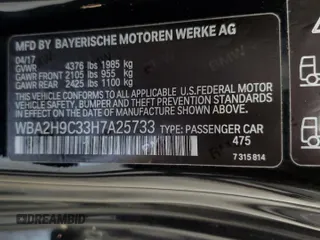 MFD BY BAYERISCHE MOTOREN WERKE AG
04/17
GVWR 4376 lbs 1985 kg
GAWR FRONT 2105 lbs 955 kg
GAWR REAR 2425 lbs 1100 kg
THIS VEHICLE CONFORMS TO ALL APPLICABLE U.S.FEDERAL MOTOR
VEHICLE SAFETY, BUMPER, AND THEFT PREVENTION STANDARDS IN
EFFECT ON THE DATE OF MANUFACTURE SHOWN ABOVE.
WBA2H9C33H7A25733 TYPE: PASSENGER CAR
475
7 315 814